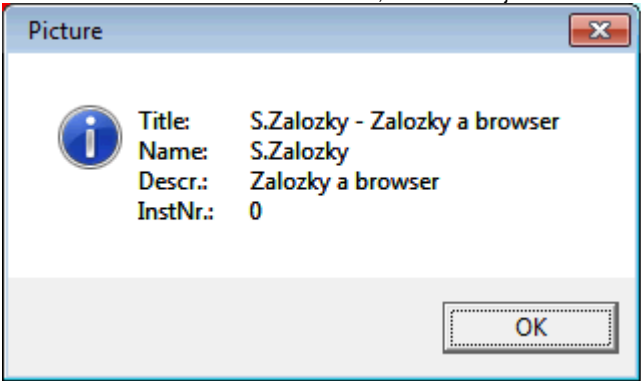 Picture
Title: S.Zalozky - Zalozky a browser
Name: S.Zalozky
Descr.: Zalozky a browser
InstNr.: 0
OK